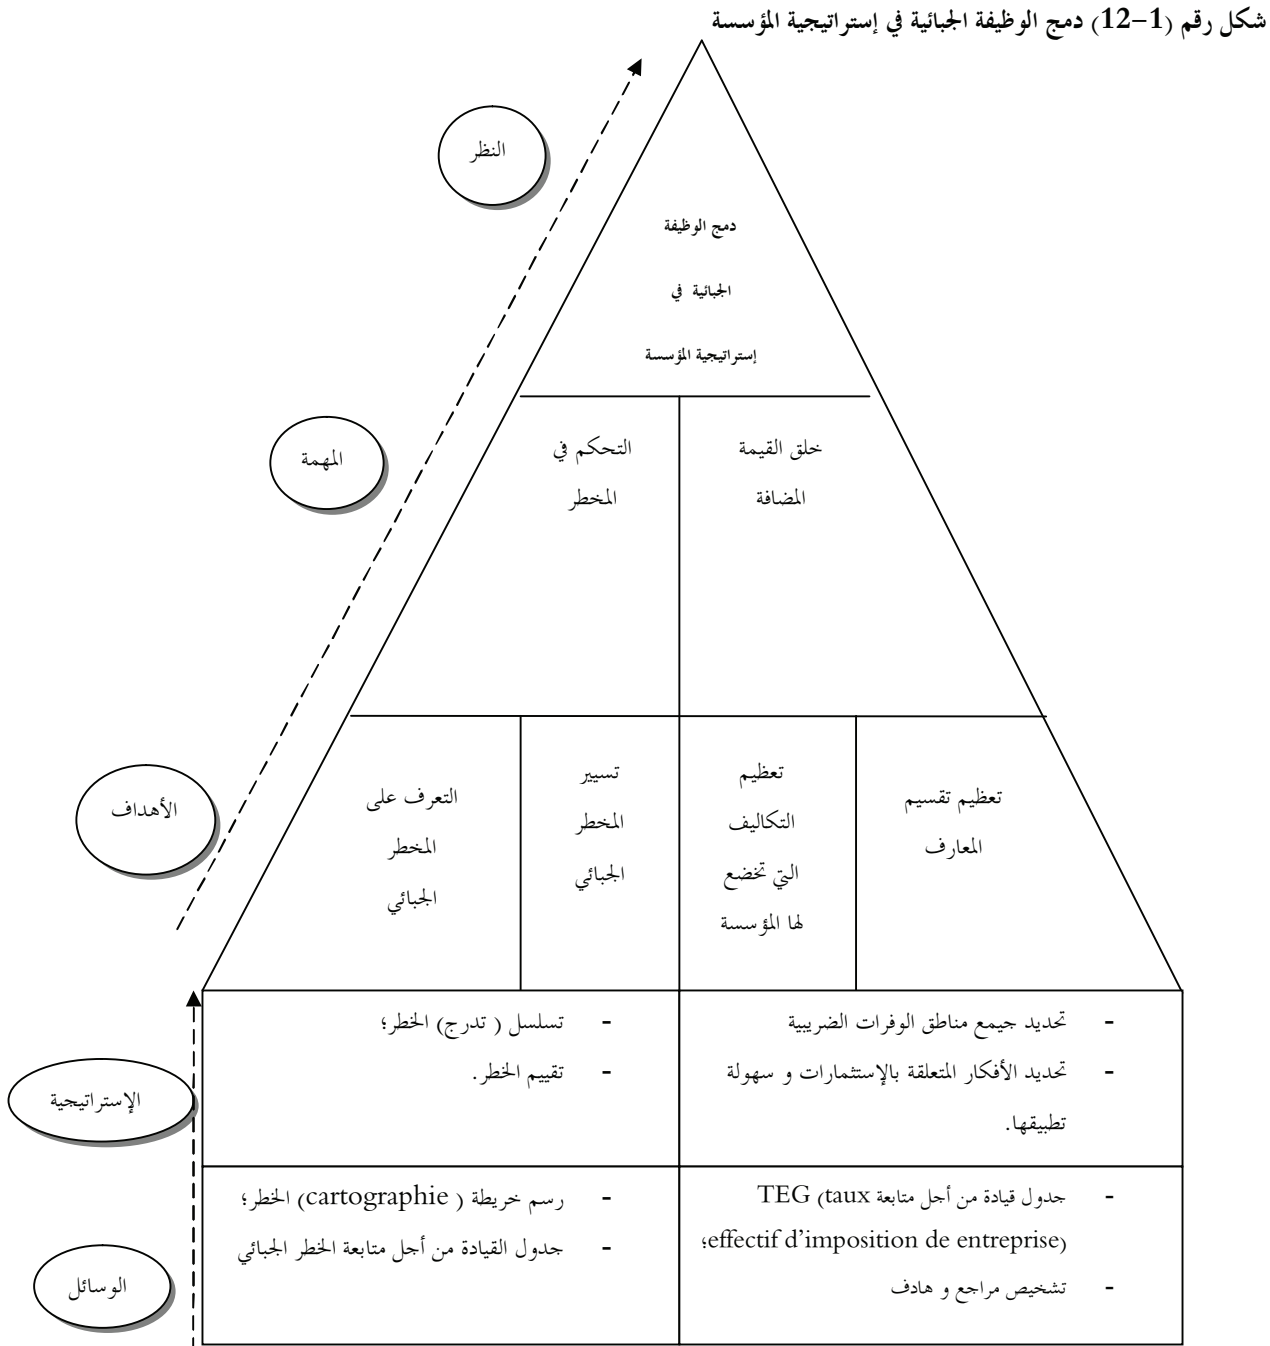 شكل رقم (1-12) دمج الوظيفة الجبائية في إستراتيجية المؤسسة
النظر
دمج الوظيفة
الجبائية في
إستراتيجية المؤسسة
المهمة
خلق القيمة
المضافة
التحكم في
المخطر
الأهداف
تعظيم تقسيم
المعارف
تعظيم
التكاليف
التي تخضع
لها المؤسسة
تسيير
المخطر
الجبائي
التعرف على
المخطر
الجبائي
الإستراتيجية
- تحديد جيمع مناطق الوفرات الضريبية
- تحديد الأفكار المتعلقة بالإستثمارات و سهولة
تطبيقها.
- تسلسل ( تدرج) الخطر؛
- تقييم الخطر.
الوسائل
- جدول قيادة من أجل متابعة TEG (taux
effectif d'imposition de entreprise)؛
- تشخيص مراجع و هادف
- رسم خريطة ( cartographie) الخطر؛
- جدول القيادة من أجل متابعة الخطر الجبائي